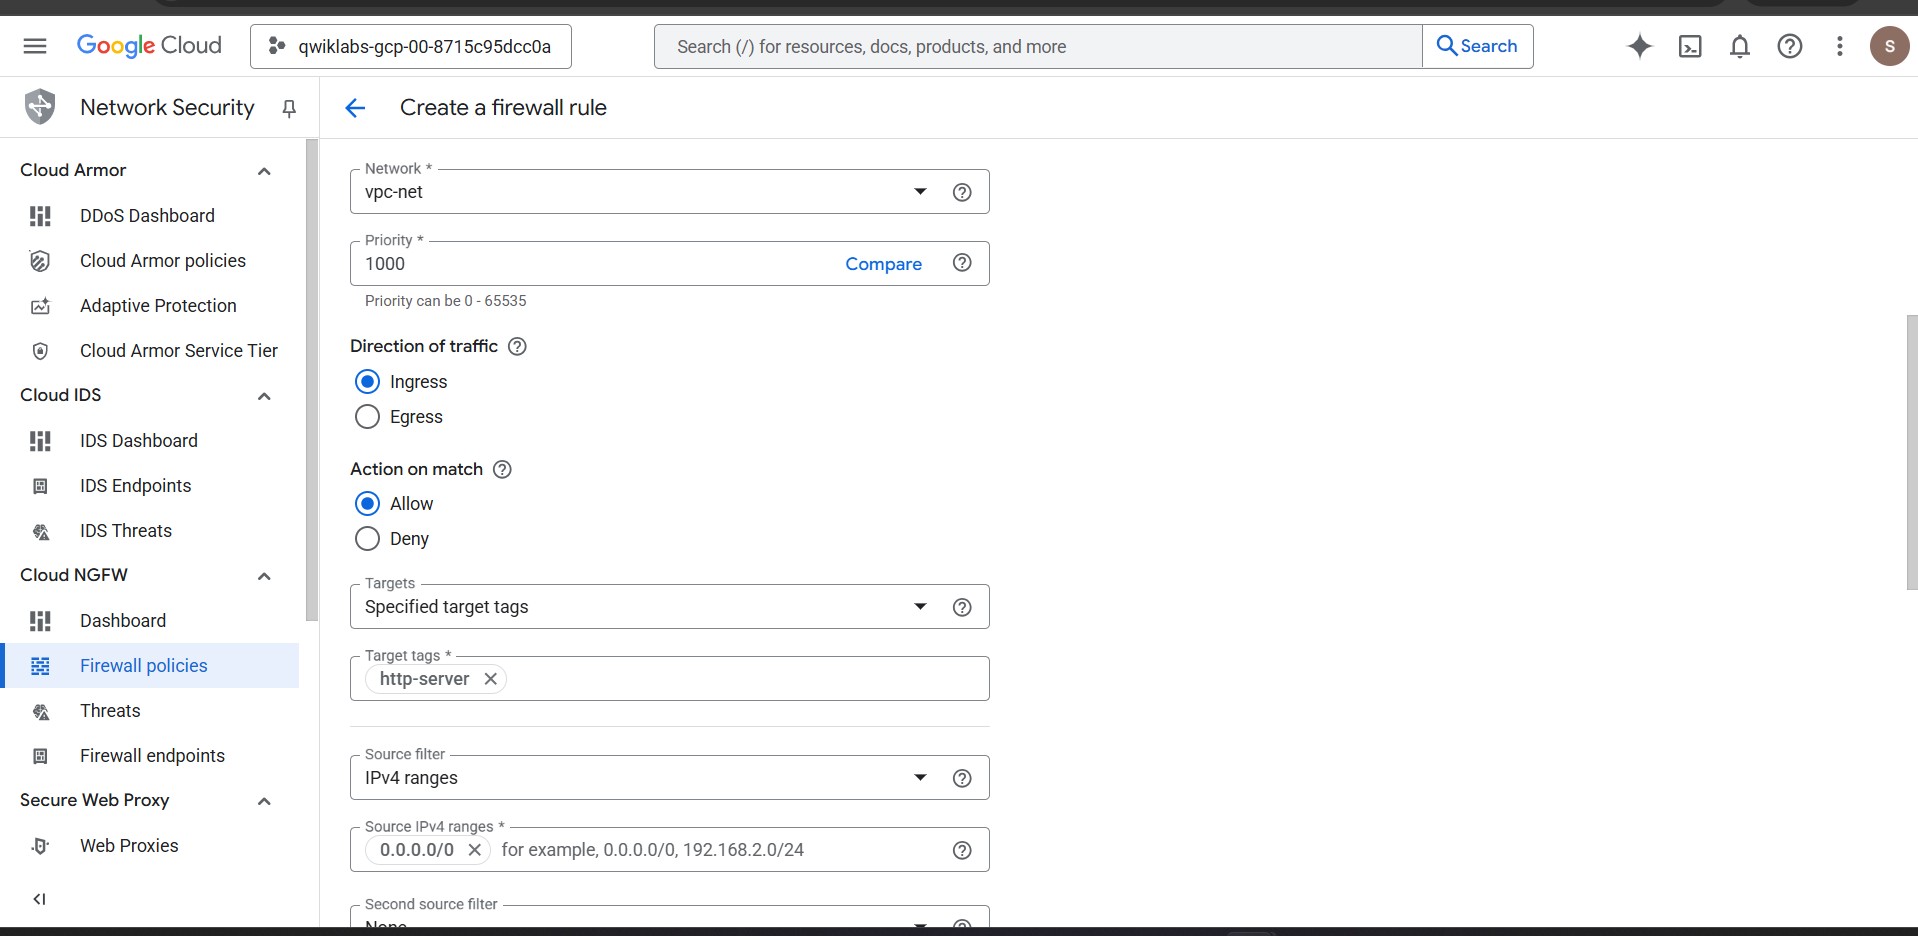 Google Cloud
qwiklabs-gcp-00-8715c95dcc0a
Search (/) for resources, docs, products, and more
Search
S
Network Security
Create a firewall rule
Cloud Armor
DDoS Dashboard
Cloud Armor policies
Adaptive Protection
Cloud Armor Service Tier
Cloud IDS
IDS Dashboard
IDS Endpoints
IDS Threats
Cloud NGFW
Dashboard
Firewall policies
Threats
Firewall endpoints
Secure Web Proxy
Web Proxies
Network *
vpc-net
Priority *
1000
Compare
Priority can be 0 - 65535
Direction of traffic
Ingress
Egress
Action on match
Allow
Deny
Targets
Specified target tags
Target tags *
http-server
Source filter
IPv4 ranges
Source IPv4 ranges *
0.0.0.0/0 for example, 0.0.0.0/0, 192.168.2.0/24
Second source filter
None